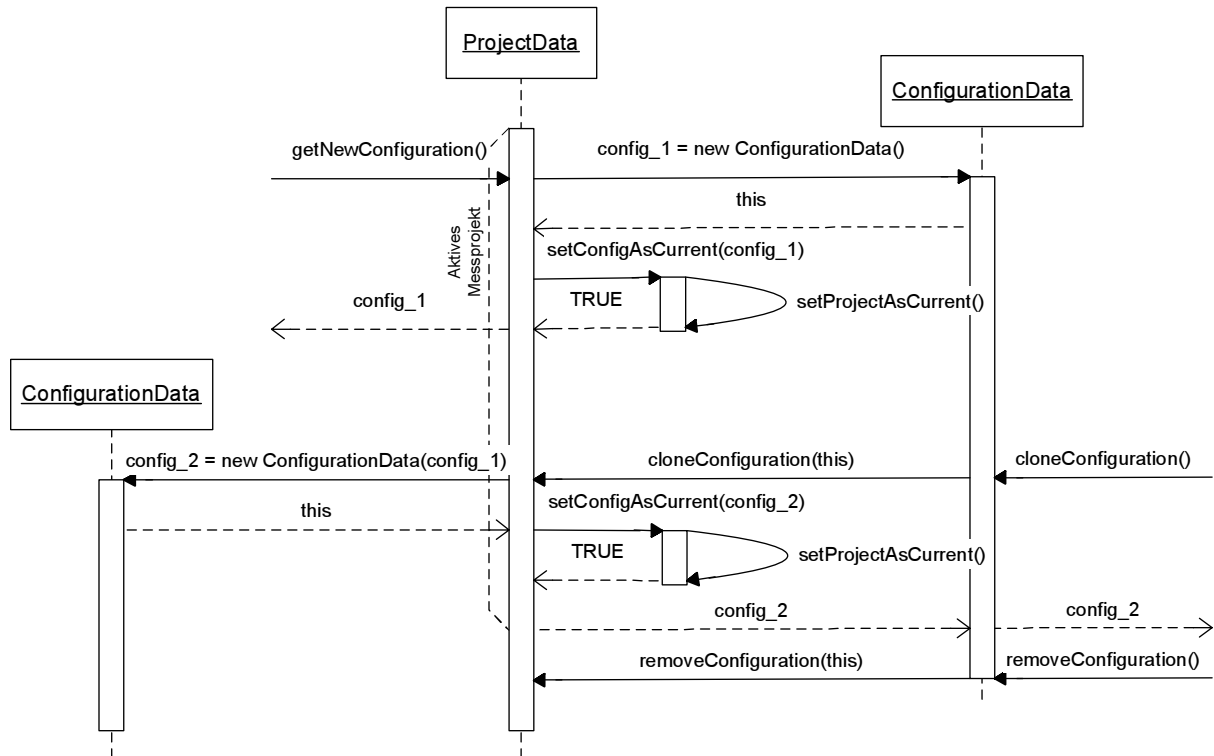 ProjectData
ConfigurationData
getNewConfiguration()
config_1 = new ConfigurationData()
this
Aktives
Messprojekt
setConfigAsCurrent(config_1)
config_1
TRUE
setProjectAsCurrent()
ConfigurationData
config_2 = new ConfigurationData(config_1)
cloneConfiguration(this)
cloneConfiguration()
this
setConfigAsCurrent(config_2)
TRUE
setProjectAsCurrent()
config_2
config_2
removeConfiguration(this)
removeConfiguration()